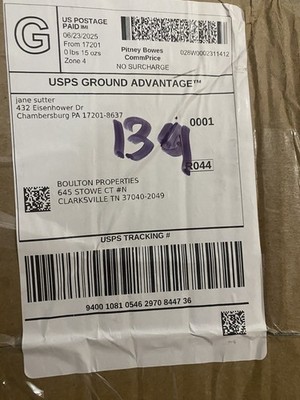 G
US POSTAGE
PAID IMI
06/23/2025
From 17201
0 lbs 15 ozs
Zone 4
Pitney Bowes
CommPrice
NO SURCHARGE
026W0002311412
USPS GROUND ADVANTAGE™
jane sutter
432 Eisenhower Dr
Chambersburg PA 17201-8637
0001
139
R044
BOULTON PROPERTIES
645 STOWE CT #N
CLARKSVILLE TN 37040-2049
USPS TRACKING #
9400 1081 0546 2970 8447 36